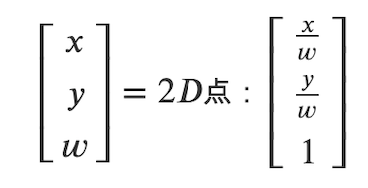 [x y w] = 2D点 : [x/w y/w 1]